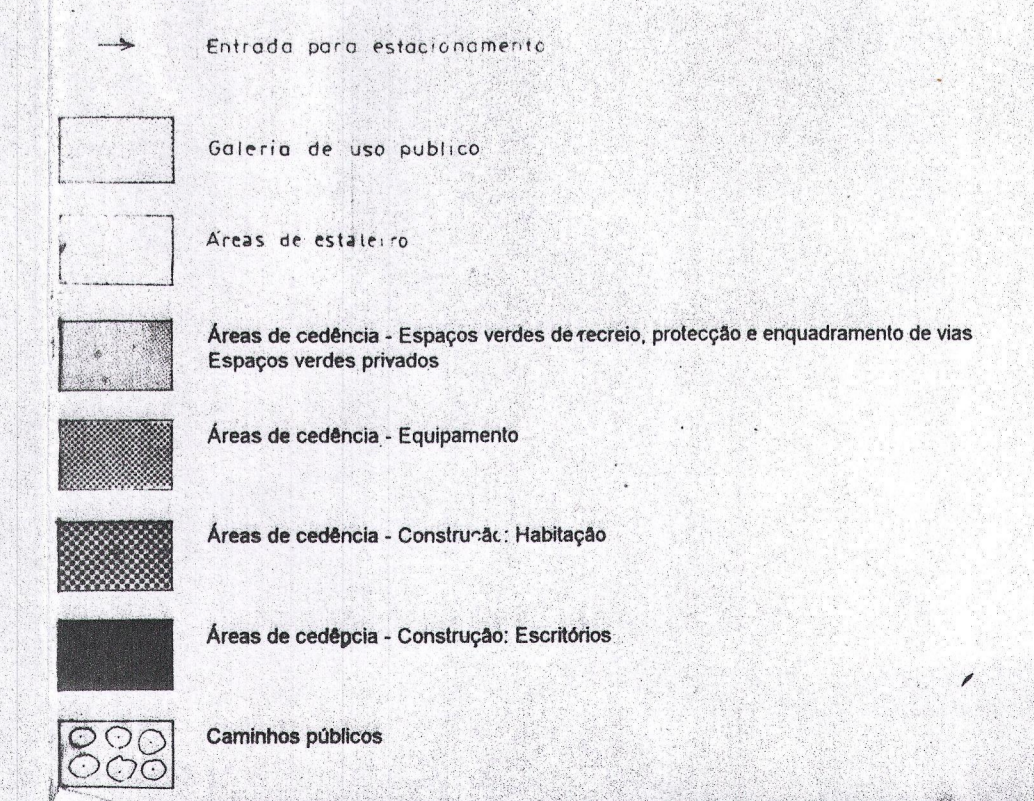 Entrada para estacionamento
Galeria de uso publico
Áreas de estaleiro
Áreas de cedência - Espaços verdes de recreio, protecção e enquadramento de vias
Espaços verdes privados
Áreas de cedência - Equipamento
Áreas de cedência - Construção: Habitação
Áreas de cedência - Construção: Escritórios
Caminhos públicos